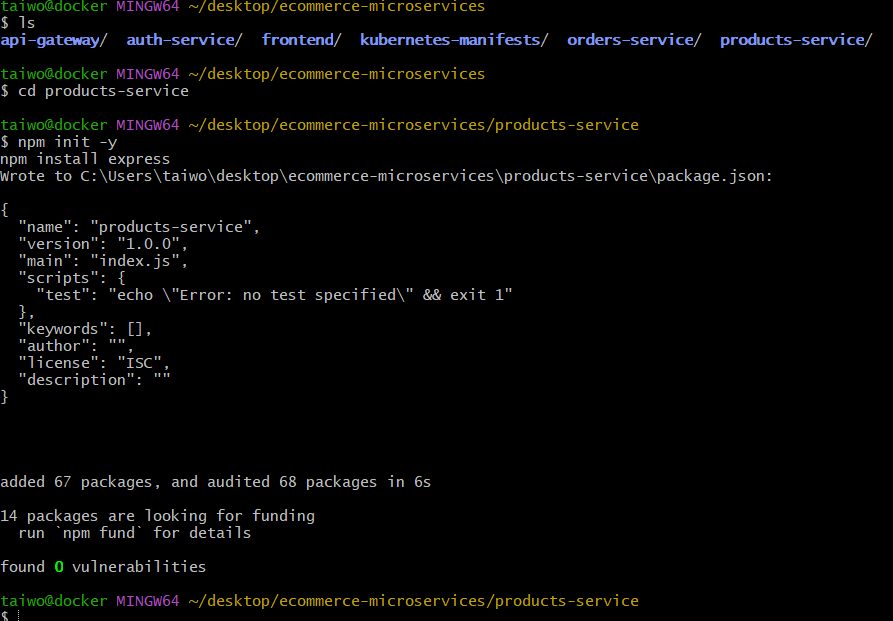 taiwo@docker MINGW64 ~/desktop/ecommerce-microservices
$ ls
api-gateway/  auth-service/  frontend/  kubernetes-manifests/  orders-service/  products-service/
taiwo@docker MINGW64 ~/desktop/ecommerce-microservices
$ cd products-service
taiwo@docker MINGW64 ~/desktop/ecommerce-microservices/products-service
$ npm init -y
npm install express
Wrote to C:\Users\taiwo\desktop\ecommerce-microservices\products-service\package.json:
{
  "name": "products-service",
  "version": "1.0.0",
  "main": "index.js",
  "scripts": {
    "test": "echo \"Error: no test specified\" && exit 1"
  },
  "keywords": [],
  "author": "",
  "license": "ISC",
  "description": ""
}
added 67 packages, and audited 68 packages in 6s
14 packages are looking for funding
  run `npm fund` for details
found 0 vulnerabilities
taiwo@docker MINGW64 ~/desktop/ecommerce-microservices/products-service
$